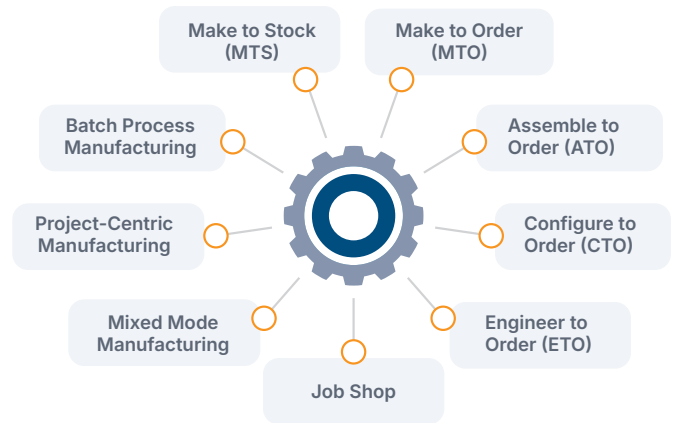 Make to Stock
(MTS)
Make to Order
(MTO)
Batch Process
Manufacturing
Assemble to
Order (ATO)
Project-Centric
Manufacturing
Configure to
Order (CTO)
Mixed Mode
Manufacturing
Engineer to
Order (ETO)
Job Shop